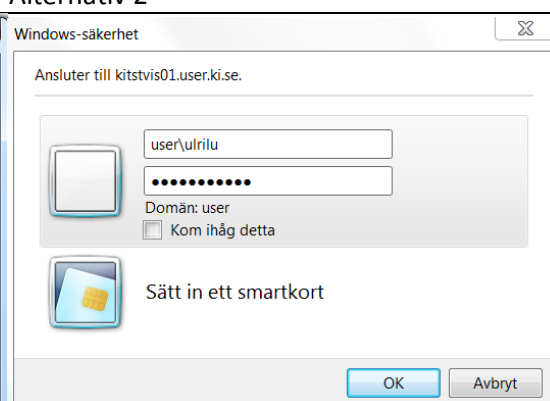 Alternativ 2
Windows-säkerhet
Ansluter till kitstvis01.user.ki.se.
user\ulrilu
●●●●●●●●●●●
Domän: user
Kom ihåg detta
Sätt in ett smartkort
OK
Avbryt